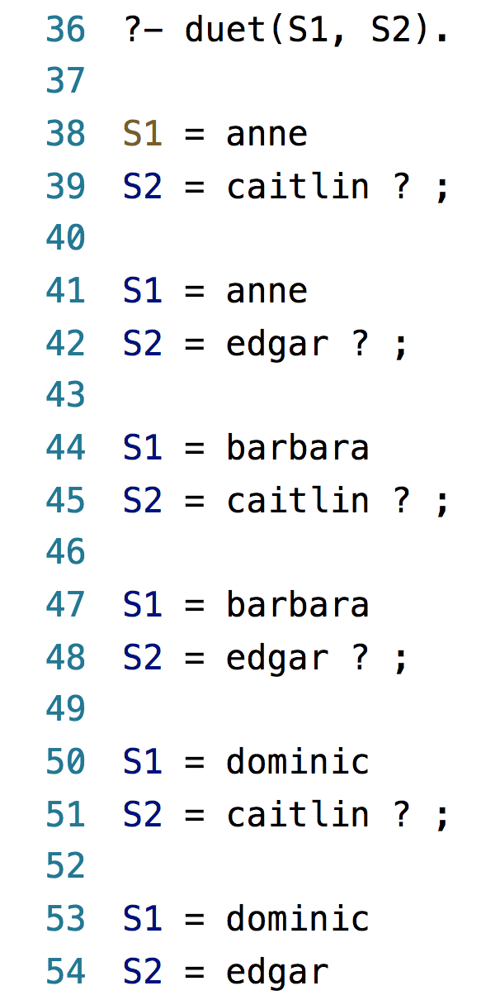 36 ?- duet(S1, S2).
37
38 S1 = anne
39 S2 = caitlin ? ;
40
41 S1 = anne
42 S2 = edgar ? ;
43
44 S1 = barbara
45 S2 = caitlin ? ;
46
47 S1 = barbara
48 S2 = edgar ? ;
49
50 S1 = dominic
51 S2 = caitlin ? ;
52
53 S1 = dominic
54 S2 = edgar